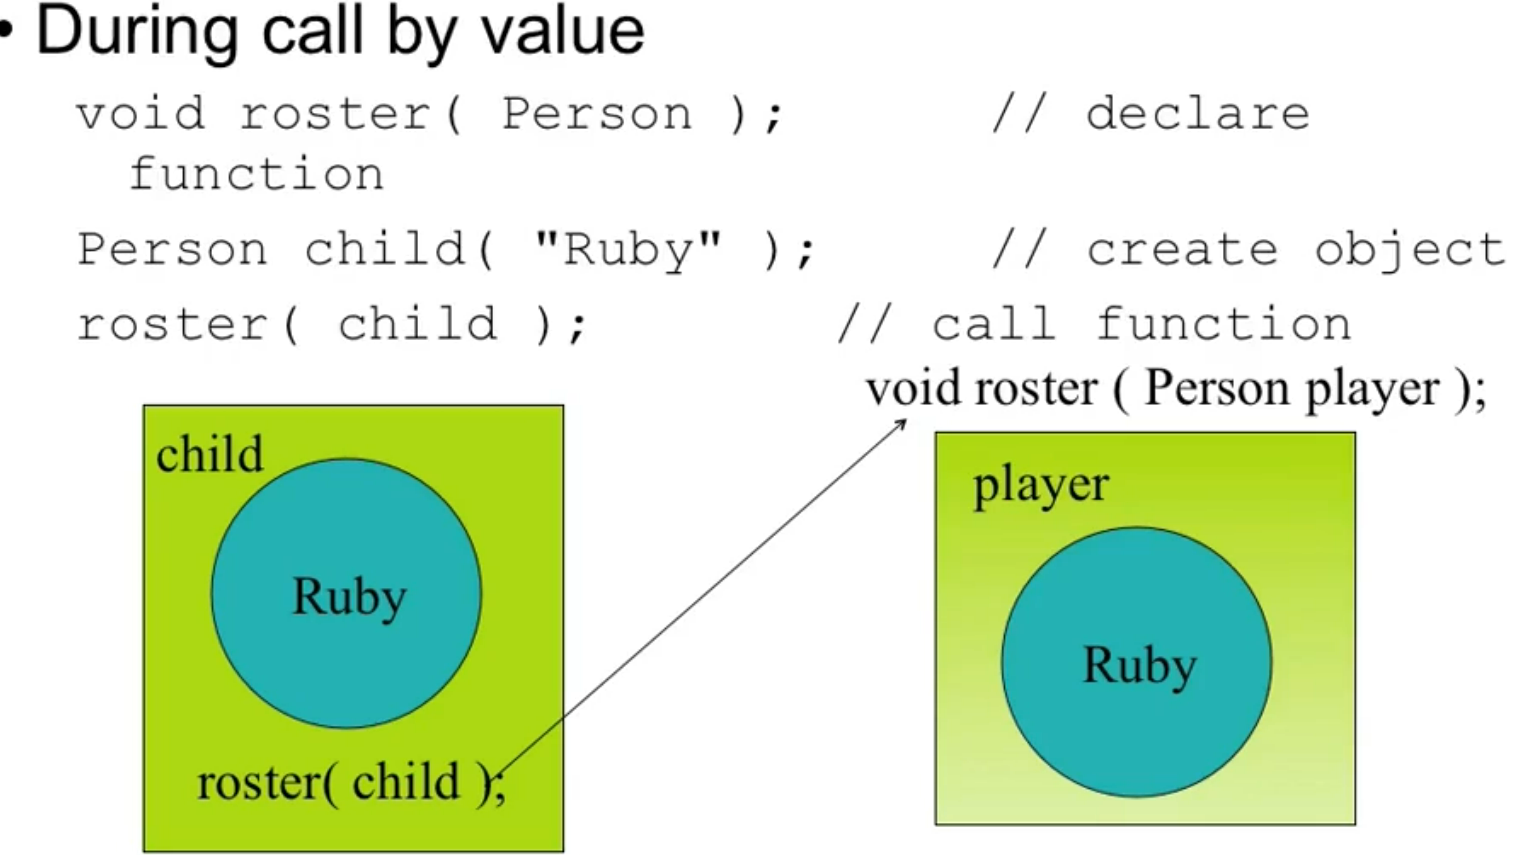 • During call by value
void roster( Person ); // declare
function
Person child( "Ruby" ); // create object
roster( child ); // call function
void roster ( Person player );
child
Ruby
roster( child );
player
Ruby